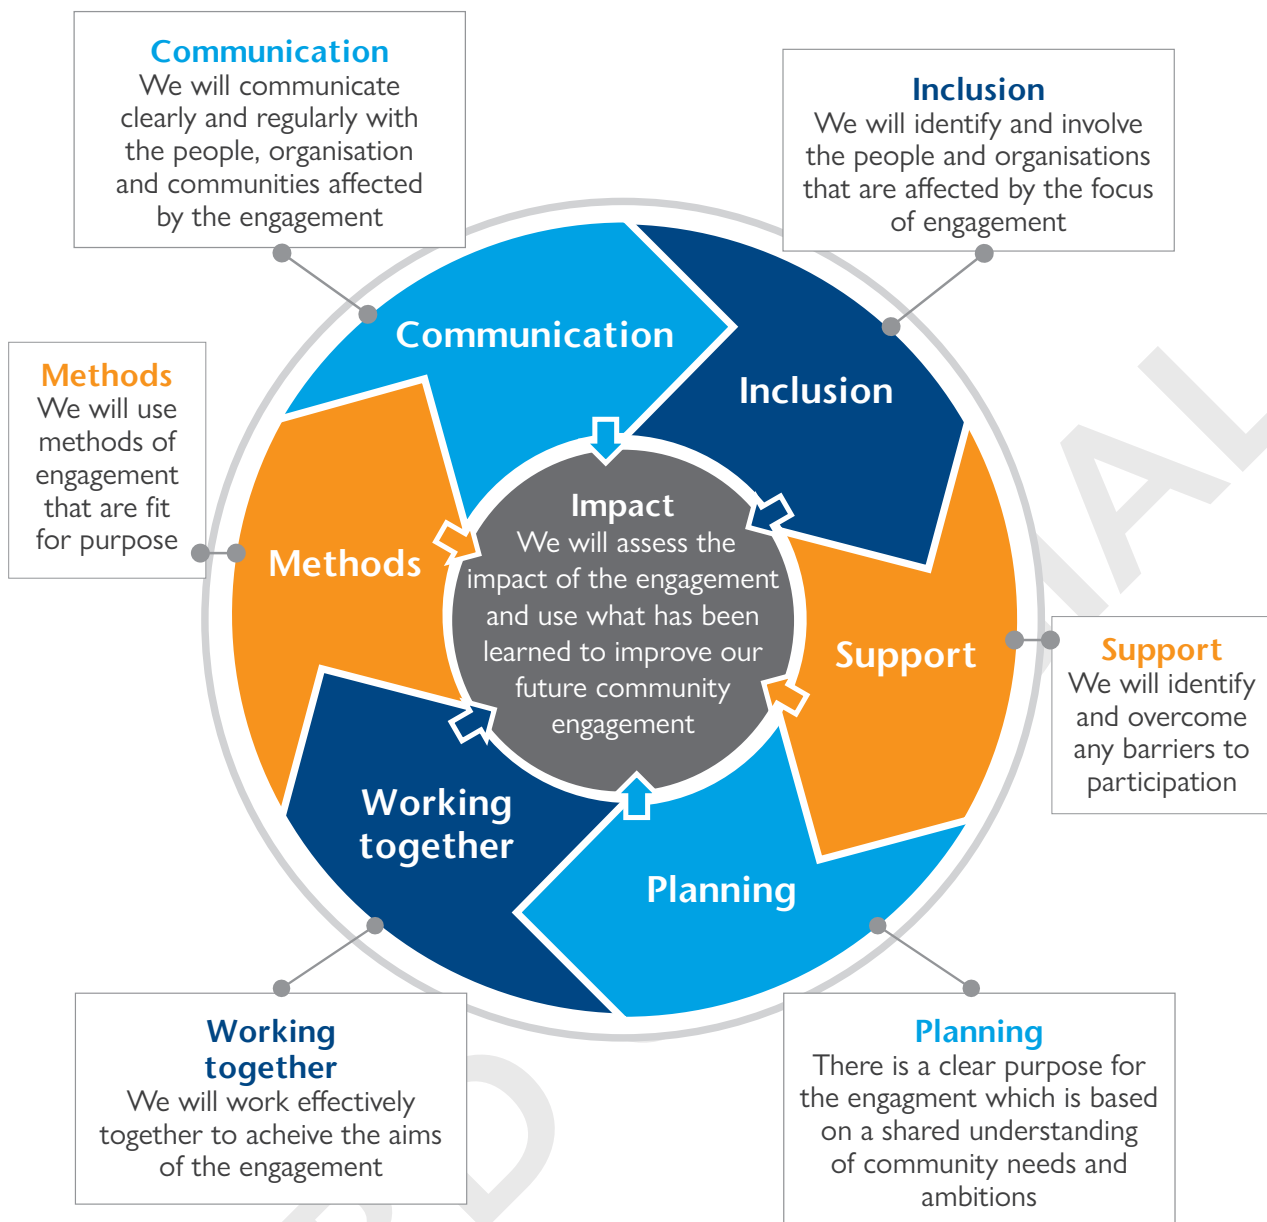 Communication
We will communicate
clearly and regularly with
the people, organisation
and communities affected
by the engagement
Inclusion
We will identify and involve
the people and organisations
that are affected by the focus
of engagement
Methods
We will use
methods of
engagement
that are fit
for purpose
Communication
Inclusion
Methods
Support
Working
together
Planning
Impact
We will assess the
impact of the engagement
and use what has been
learned to improve our
future community
engagement
Support
We will identify
and overcome
any barriers to
participation
Working
together
We will work effectively
together to acheive the aims
of the engagement
Planning
There is a clear purpose for
the engagment which is based
on a shared understanding
of community needs and
ambitions